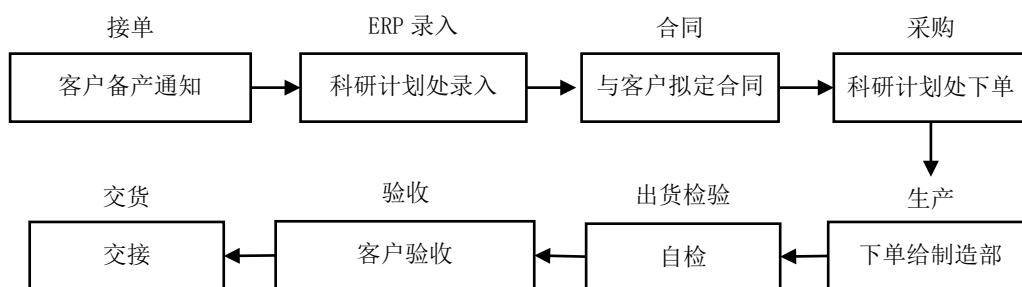 接单
ERP 录入
合同
采购
客户备产通知
科研计划处录入
与客户拟定合同
科研计划处下单
交货
验收
出货检验
生产
交接
客户验收
自检
下单给制造部